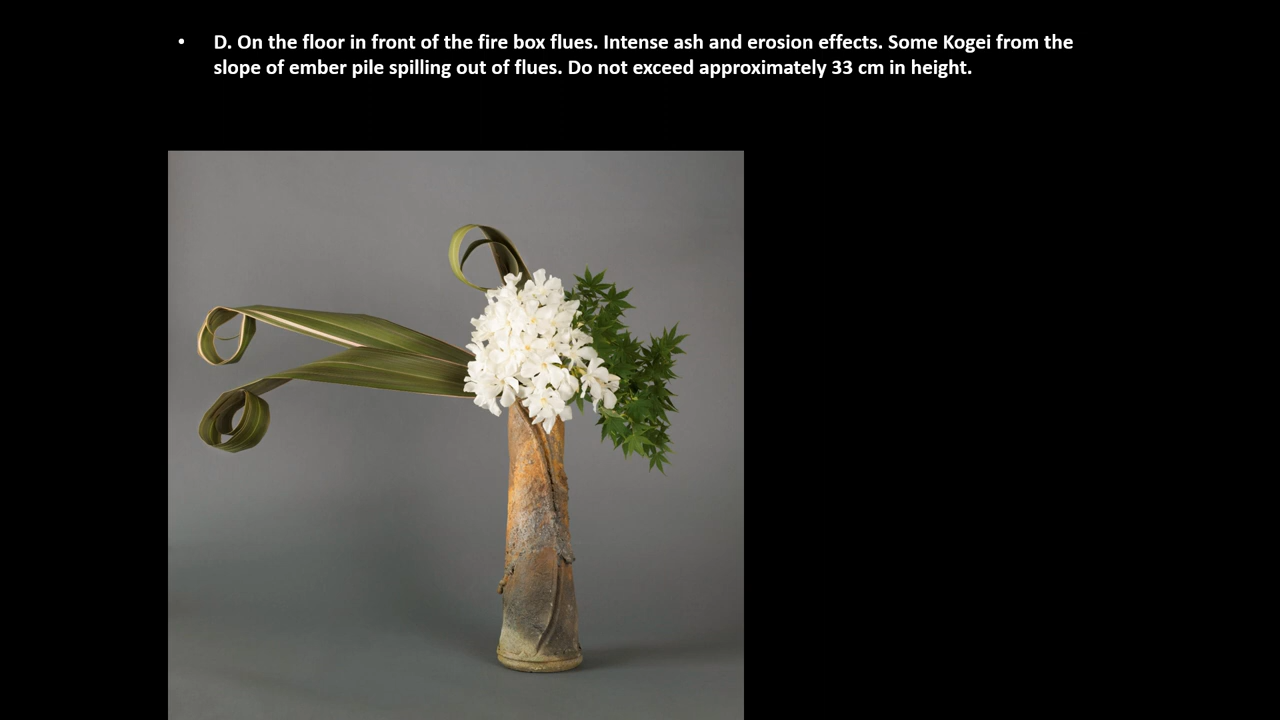 • D. On the floor in front of the fire box flues. Intense ash and erosion effects. Some Kogei from the
slope of ember pile spilling out of flues. Do not exceed approximately 33 cm in height.